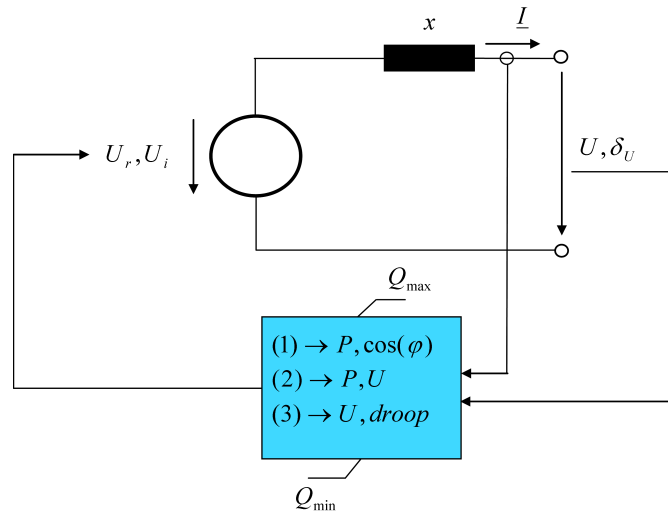 x
I
U_r, U_i
U, δ_U
Q_max
(1) → P, cos(φ)
(2) → P, U
(3) → U, droop
Q_min